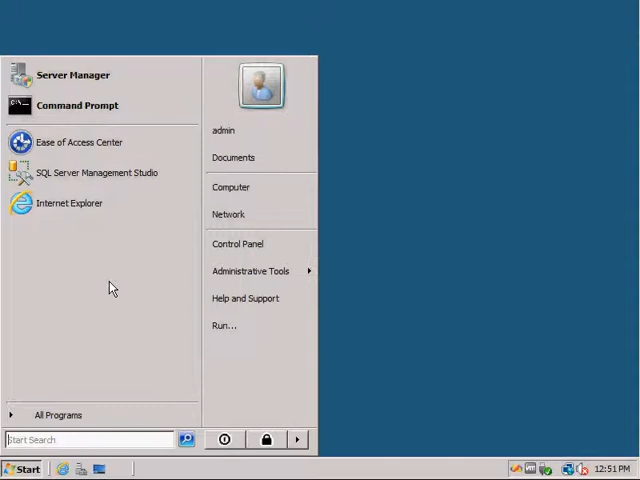 Server Manager
Command Prompt
Ease of Access Center
SQL Server Management Studio
Internet Explorer
All Programs
Start Search
admin
Documents
Computer
Network
Control Panel
Administrative Tools
Help and Support
Run...
Start
12:51 PM